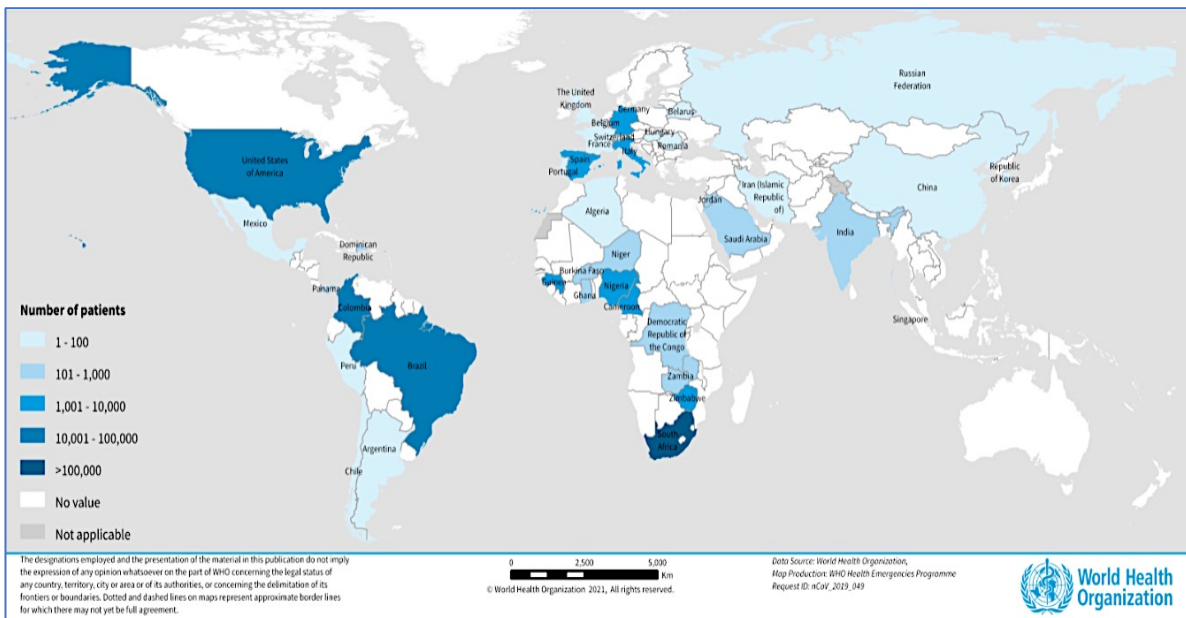 Russian
Federation
The United
Kingdom
Germany
Belarus
Belgium
Hungary
Switzerland
France
Romania
Italy
Spain
Portugal
United States
of America
Republic
of Korea
China
Iran (Islamic
Republic
of)
Jordan
Algeria
Mexico
Saudi Arabia
India
Dominican
Republic
Niger
Burkina Faso
Guinea
Nigeria
Ghana
Cameroon
Panama
Colombia
Singapore
Democratic
Republic of
the Congo
Peru
Brazil
Zambia
Zimbabwe
South
Africa
Argentina
Chile
Number of patients
1 - 100
101 - 1,000
1,001 - 10,000
10,001 - 100,000
>100,000
No value
Not applicable
The designations employed and the presentation of the material in this publication do not imply
the expression of any opinion whatsoever on the part of WHO concerning the legal status of
any country, territory, city or area or of its authorities, or concerning the delimitation of its
frontiers or boundaries. Dotted and dashed lines on maps represent approximate border lines
for which there may not yet be full agreement.
0 2,500 5,000
Km
© World Health Organization 2021, All rights reserved.
Data Source: World Health Organization,
Map Production: WHO Health Emergencies Programme
Request ID: nCoV_2019_049
World Health
Organization